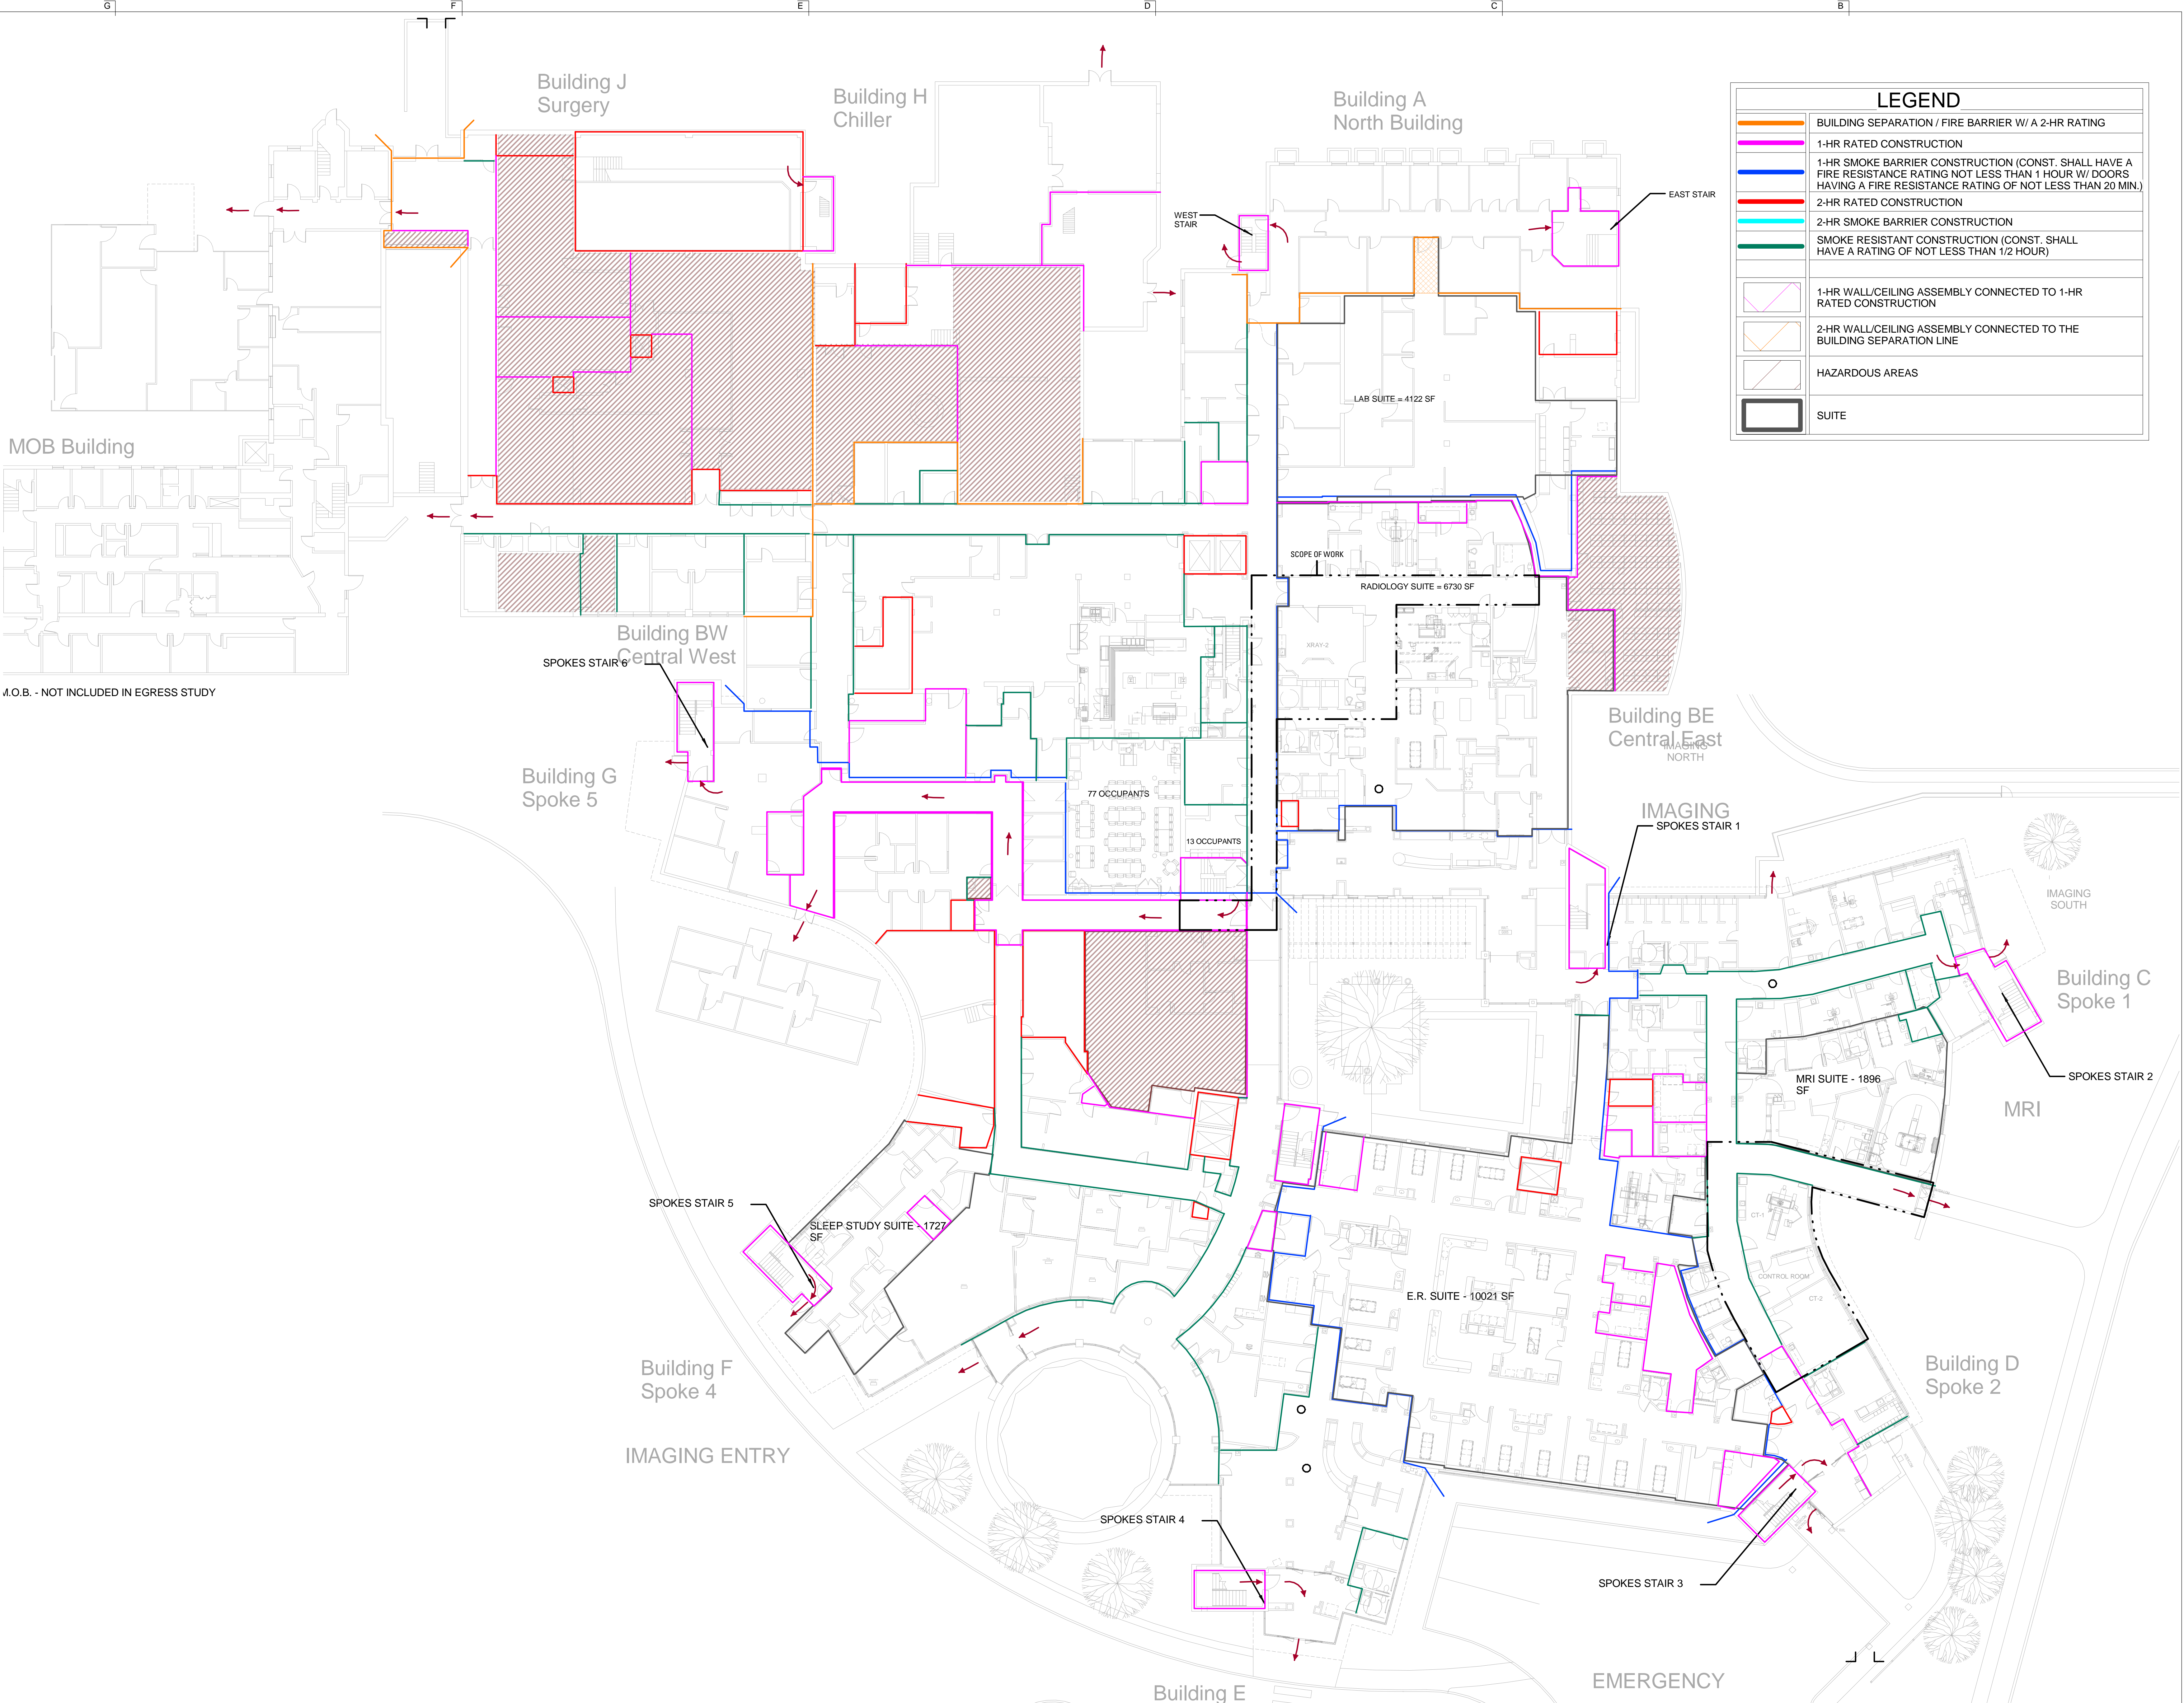 G
F
E
D
C
B
Building J
Surgery
Building H
Chiller
Building A
North Building
LEGEND
BUILDING SEPARATION / FIRE BARRIER W/ A 2-HR RATING
1-HR RATED CONSTRUCTION
1-HR SMOKE BARRIER CONSTRUCTION (CONST. SHALL HAVE A
FIRE RESISTANCE RATING NOT LESS THAN 1 HOUR W/ DOORS
HAVING A FIRE RESISTANCE RATING OF NOT LESS THAN 20 MIN.)
2-HR RATED CONSTRUCTION
2-HR SMOKE BARRIER CONSTRUCTION
SMOKE RESISTANT CONSTRUCTION (CONST. SHALL
HAVE A RATING OF NOT LESS THAN 1/2 HOUR)
1-HR WALL/CEILING ASSEMBLY CONNECTED TO 1-HR
RATED CONSTRUCTION
2-HR WALL/CEILING ASSEMBLY CONNECTED TO THE
BUILDING SEPARATION LINE
HAZARDOUS AREAS
SUITE
EAST STAIR
WEST
STAIR
LAB SUITE = 4122 SF
MOB Building
SCOPE OF WORK
RADIOLOGY SUITE = 6730 SF
XRAY-2
Building BW
Central West
SPOKES STAIR 6
M.O.B. - NOT INCLUDED IN EGRESS STUDY
Building BE
Central East
IMAGING
NORTH
Building G
Spoke 5
77 OCCUPANTS
13 OCCUPANTS
IMAGING
SPOKES STAIR 1
IMAGING
SOUTH
Building C
Spoke 1
SPOKES STAIR 2
MRI SUITE - 1896
SF
MRI
SPOKES STAIR 5
SLEEP STUDY SUITE - 1727
SF
CT-1
CONTROL ROOM
CT-2
E.R. SUITE - 10021 SF
Building F
Spoke 4
Building D
Spoke 2
IMAGING ENTRY
SPOKES STAIR 4
SPOKES STAIR 3
EMERGENCY
Building E